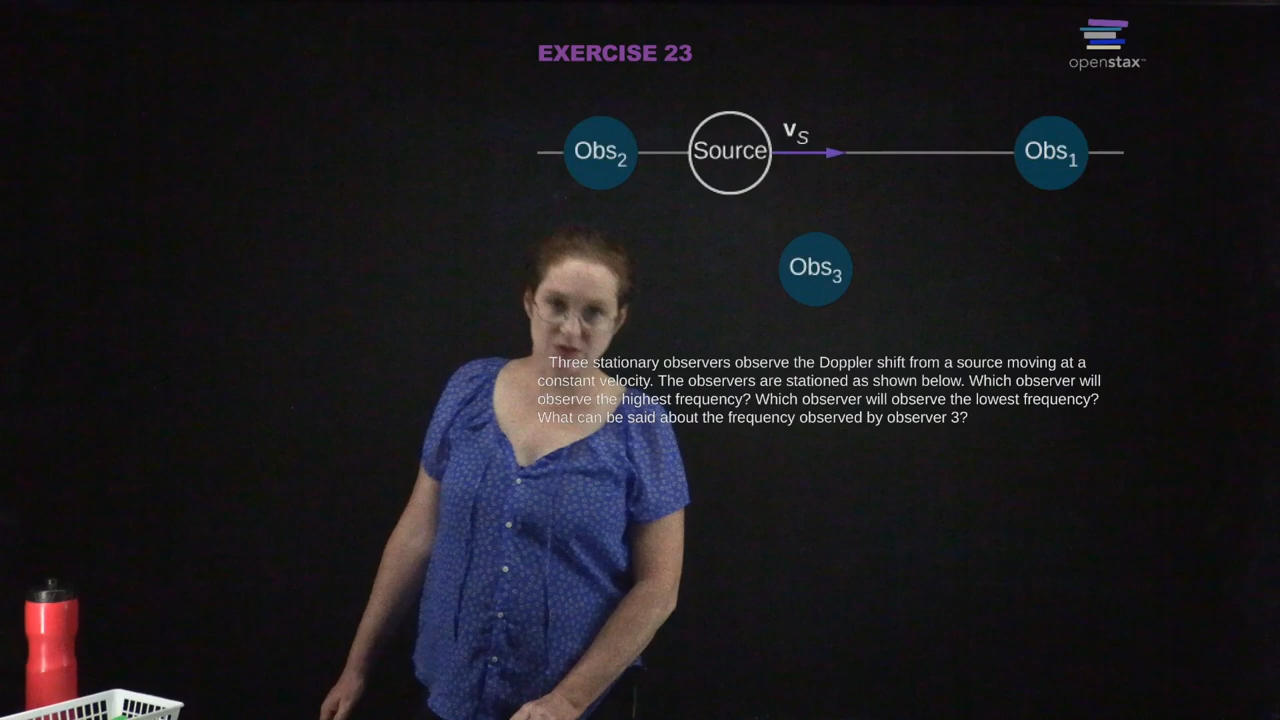 EXERCISE 23
openstax™
Obs2
Source
vS
Obs1
Obs3
Three stationary observers observe the Doppler shift from a source moving at a
constant velocity. The observers are stationed as shown below. Which observer will
observe the highest frequency? Which observer will observe the lowest frequency?
What can be said about the frequency observed by observer 3?